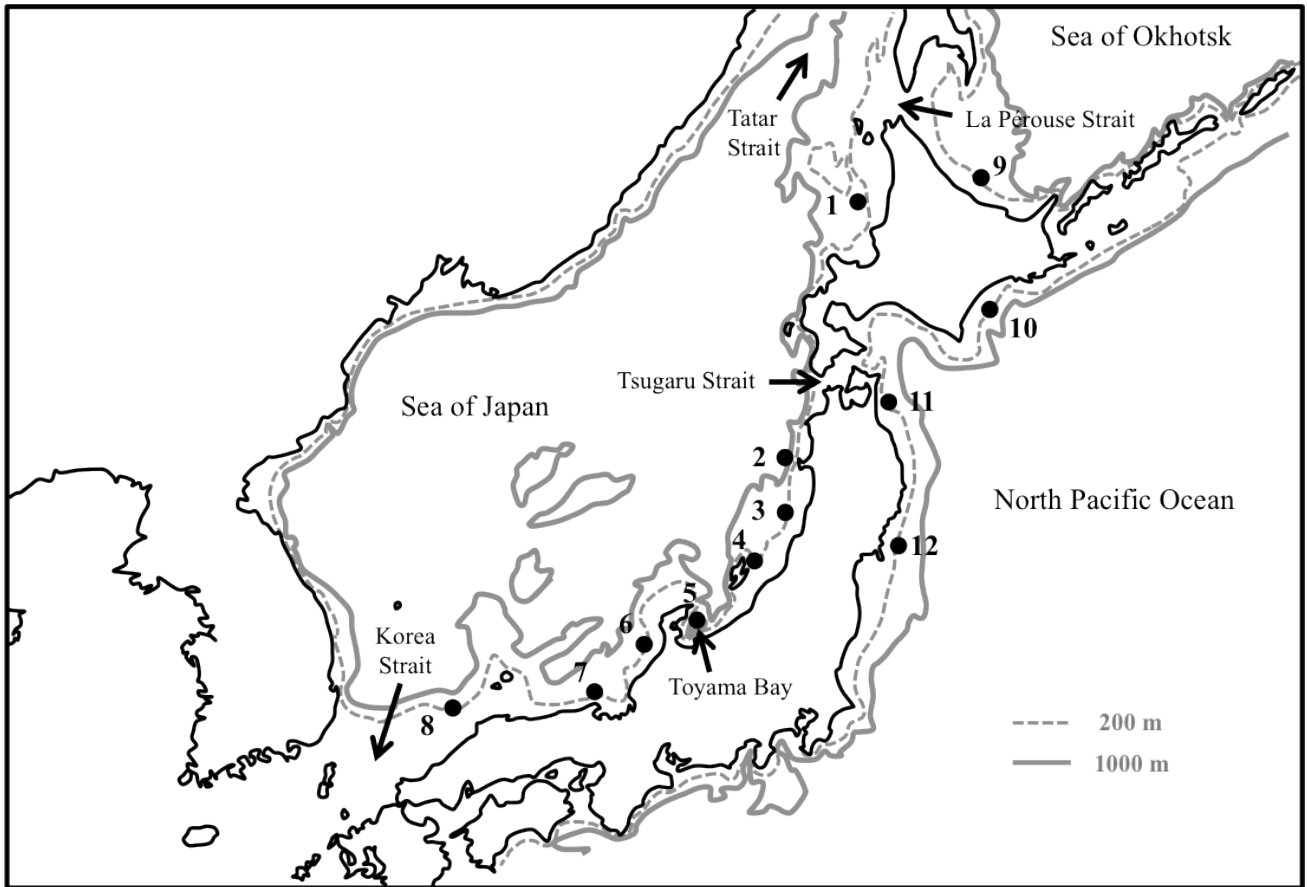 Sea of Okhotsk
Tatar
Strait
La Pérouse Strait
9
1
10
Tsugaru Strait
11
Sea of Japan
2
North Pacific Ocean
3
4
12
5
Korea
Strait
6
7
Toyama Bay
8
200 m
1000 m